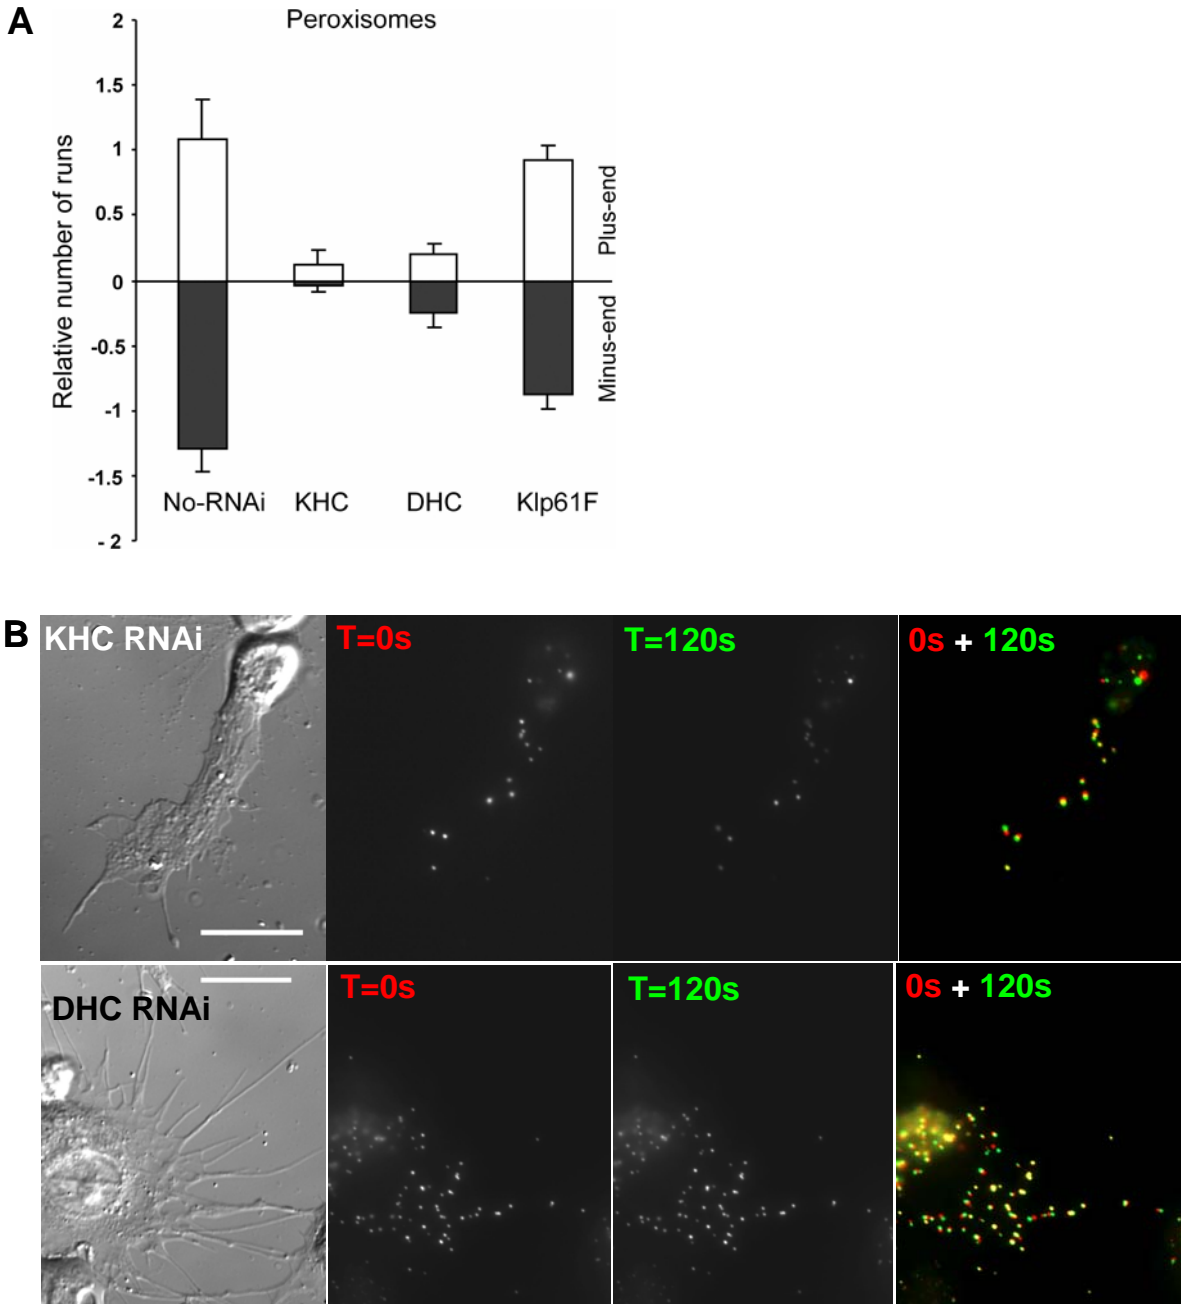 A
Peroxisomes
2
1.5
1
0.5
0
-0.5
-1
-1.5
- 2
Relative number of runs
Plus-end
Minus-end
No-RNAi KHC DHC Klp61F
B
KHC RNAi T=0s T=120s 0s + 120s
DHC RNAi T=0s T=120s 0s + 120s